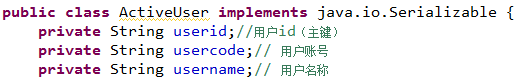 public class ActiveUser implements java.io.Serializable {
private String userid;//用户id（主键）
private String usercode;// 用户账号
private String username;// 用户名称